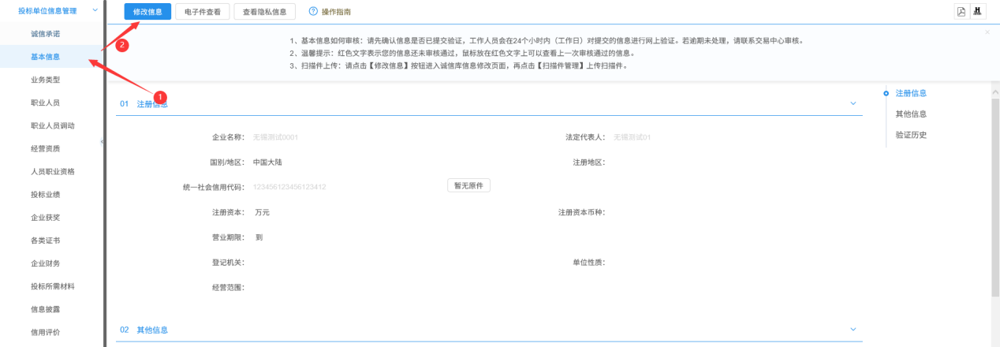 投标单位信息管理
诚信承诺
基本信息
业务类型
职业人员
职业人员调动
经营资质
人员职业资格
投标业绩
企业获奖
各类证书
企业财务
投标所需材料
信息披露
信用评价
修改信息 电子件查看 查看隐私信息 ? 操作指南
1、基本信息如何审核：请先确认信息是否已提交验证，工作人员会在24个小时内（工作日）对提交的信息进行网上验证。若逾期未处理，请联系交易中心审核。
2、温馨提示：红色文字表示您的信息还未审核通过，鼠标放在红色文字上可以查看上一次审核通过的信息。
3、扫描件上传：请点击【修改信息】按钮进入诚信库信息修改页面，再点击【扫描件管理】上传扫描件。
2
1
01 注册信息
企业名称： 无锡测试0001 法定代表人： 无锡测试01
国别/地区： 中国大陆 注册地区：
统一社会信用代码： 123456123456123412 暂无原件
注册资本： 万元 注册资本币种：
营业期限： 到
登记机关： 单位性质：
经营范围：
02 其他信息
注册信息
其他信息
验证历史